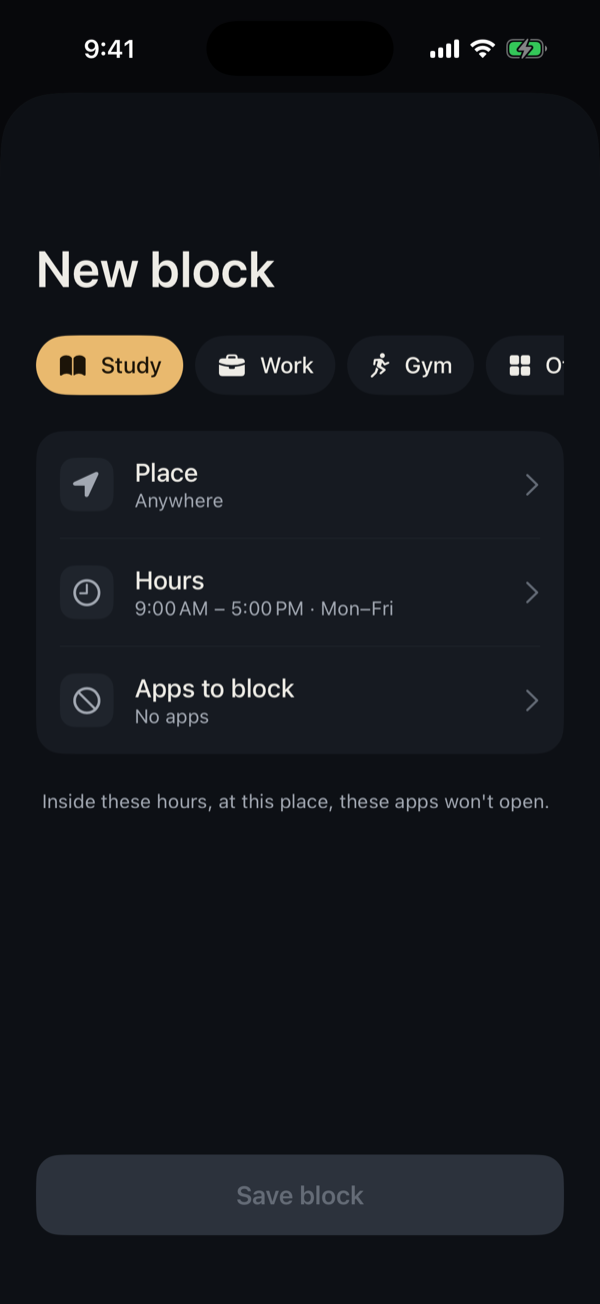 9:41
New block
Study
Work
Gym
Place
Anywhere
Hours
9:00 AM – 5:00 PM · Mon–Fri
Apps to block
No apps
Inside these hours, at this place, these apps won't open.
Save block